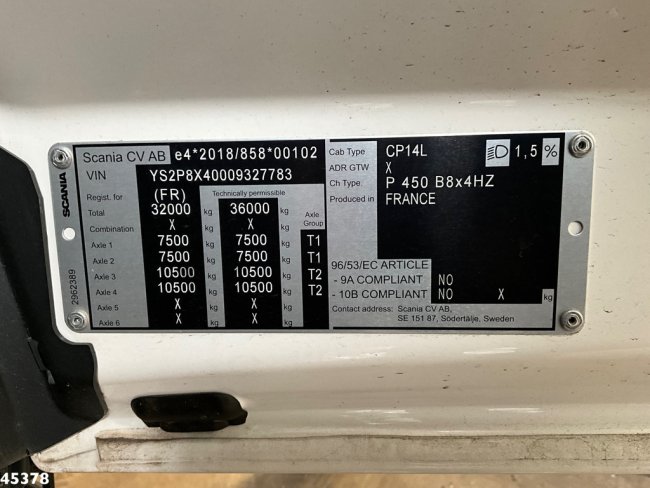 SCANIA
2962389
Scania CV AB e4*2018/858*00102
VIN YS2P8X40009327783
Regist. for (FR) Technically permissible
Total 32000 kg 36000 kg Axle Group
Combination X kg X kg
Axle 1 7500 kg 7500 kg T1
Axle 2 7500 kg 7500 kg T1
Axle 3 10500 kg 10500 kg T2
Axle 4 10500 kg 10500 kg T2
Axle 5 X kg X kg
Axle 6 X kg X kg
Cab Type CP14L 1,5 %
ADR GTW X
Ch. Type P 450 B8x4HZ
Produced in FRANCE
96/53/EC ARTICLE
- 9A COMPLIANT NO
- 10B COMPLIANT NO X kg
Contact address: Scania CV AB,
SE 151 87, Södertälje, Sweden
45378